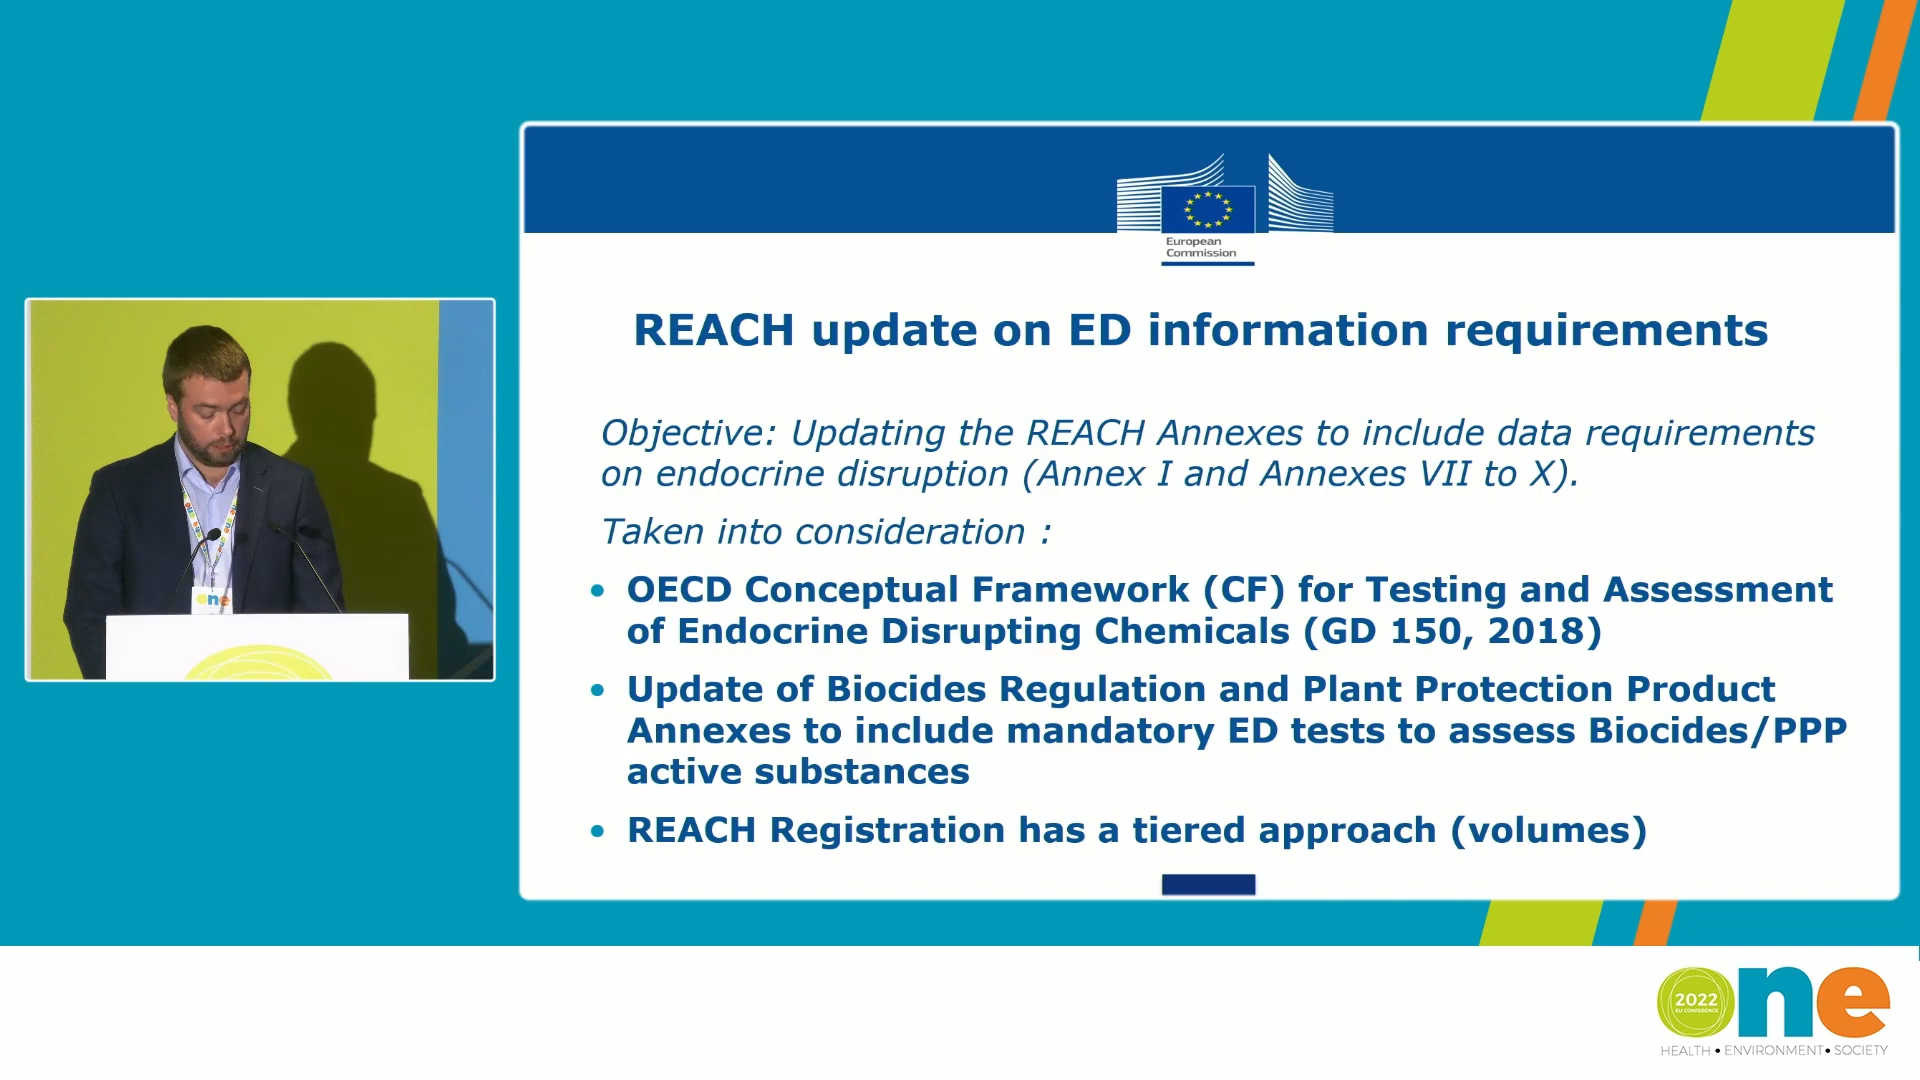 European
Commission
REACH update on ED information requirements
Objective: Updating the REACH Annexes to include data requirements
on endocrine disruption (Annex I and Annexes VII to X).
Taken into consideration :
• OECD Conceptual Framework (CF) for Testing and Assessment
of Endocrine Disrupting Chemicals (GD 150, 2018)
• Update of Biocides Regulation and Plant Protection Product
Annexes to include mandatory ED tests to assess Biocides/PPP
active substances
• REACH Registration has a tiered approach (volumes)
one
one
2022
EU CONFERENCE
HEALTH • ENVIRONMENT • SOCIETY